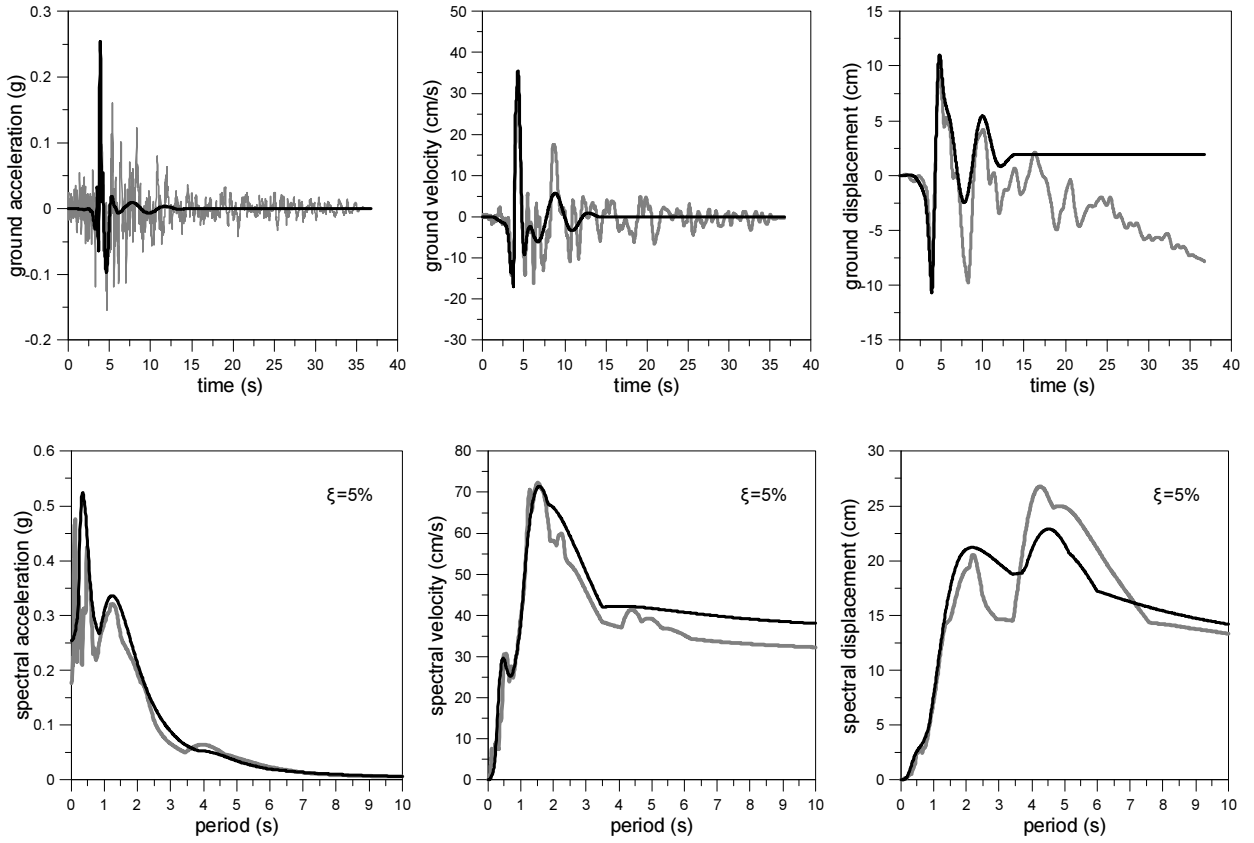 ground acceleration (g)
0.3
0.2
0.1
0
-0.1
-0.2
0 5 10 15 20 25 30 35 40
time (s)
ground velocity (cm/s)
50
40
30
20
10
0
-10
-20
-30
0 5 10 15 20 25 30 35 40
time (s)
ground displacement (cm)
15
10
5
0
-5
-10
-15
0 5 10 15 20 25 30 35 40
time (s)
spectral acceleration (g)
0.6
0.5
0.4
0.3
0.2
0.1
0
ξ=5%
0 1 2 3 4 5 6 7 8 9 10
period (s)
spectral velocity (cm/s)
80
70
60
50
40
30
20
10
0
ξ=5%
0 1 2 3 4 5 6 7 8 9 10
period (s)
spectral displacement (cm)
30
25
20
15
10
5
0
ξ=5%
0 1 2 3 4 5 6 7 8 9 10
period (s)